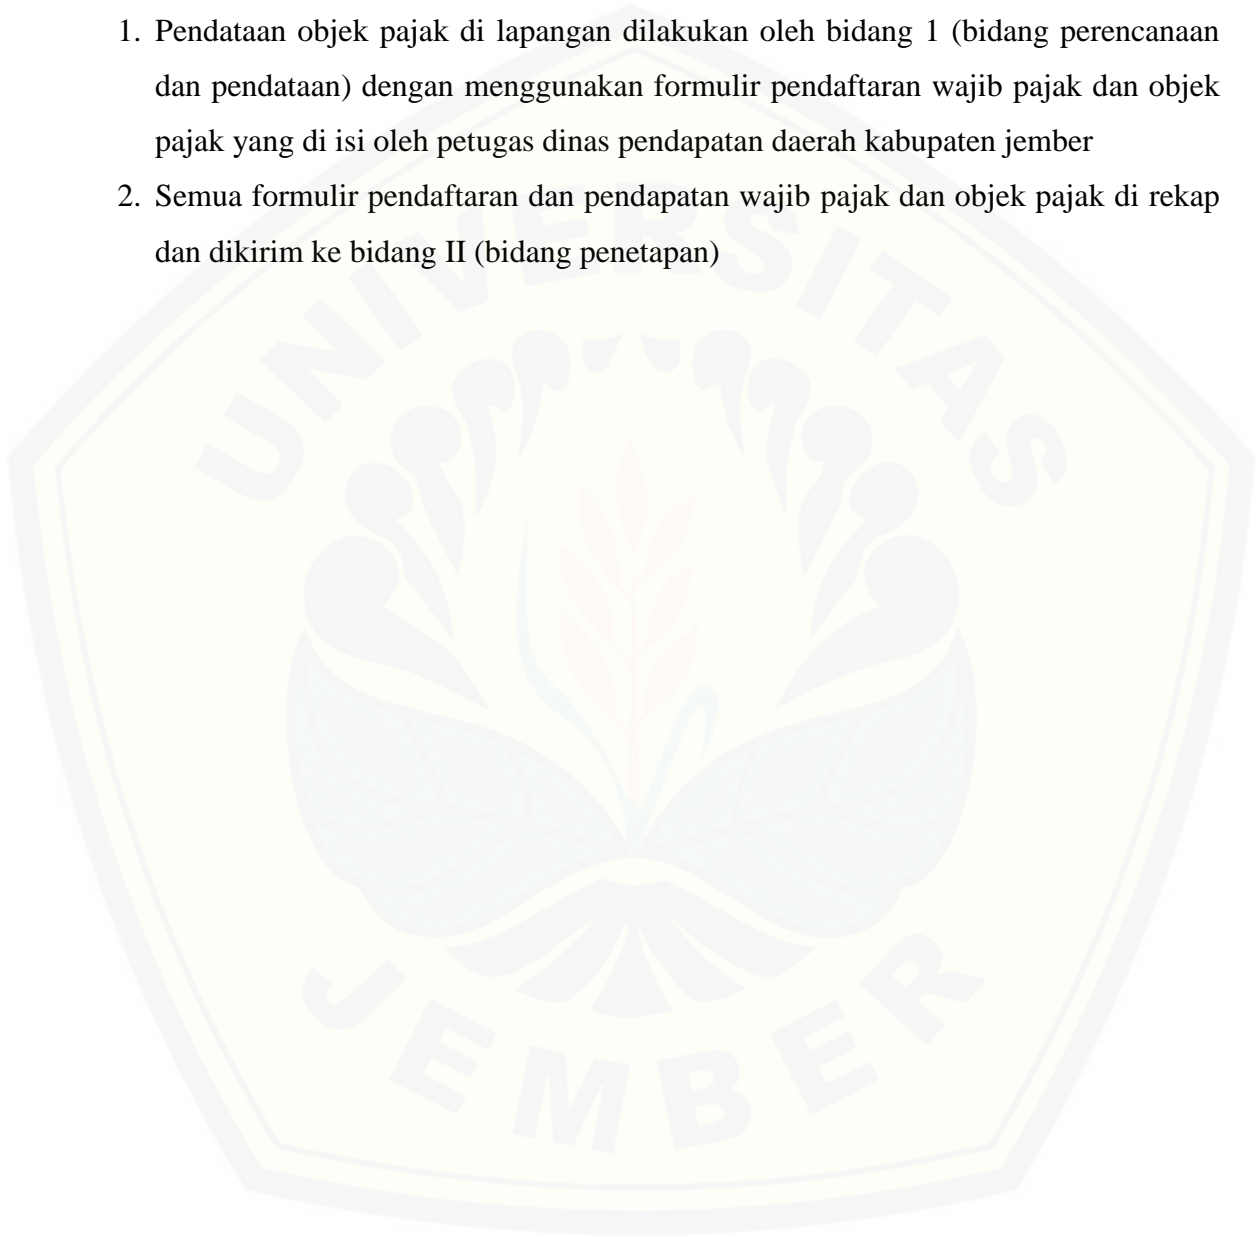 1. Pendataan objek pajak di lapangan dilakukan oleh bidang 1 (bidang perencanaan
dan pendataan) dengan menggunakan formulir pendaftaran wajib pajak dan objek
pajak yang di isi oleh petugas dinas pendapatan daerah kabupaten jember
2. Semua formulir pendaftaran dan pendapatan wajib pajak dan objek pajak di rekap
dan dikirim ke bidang II (bidang penetapan)
UNIVERSITAS
JEMBER